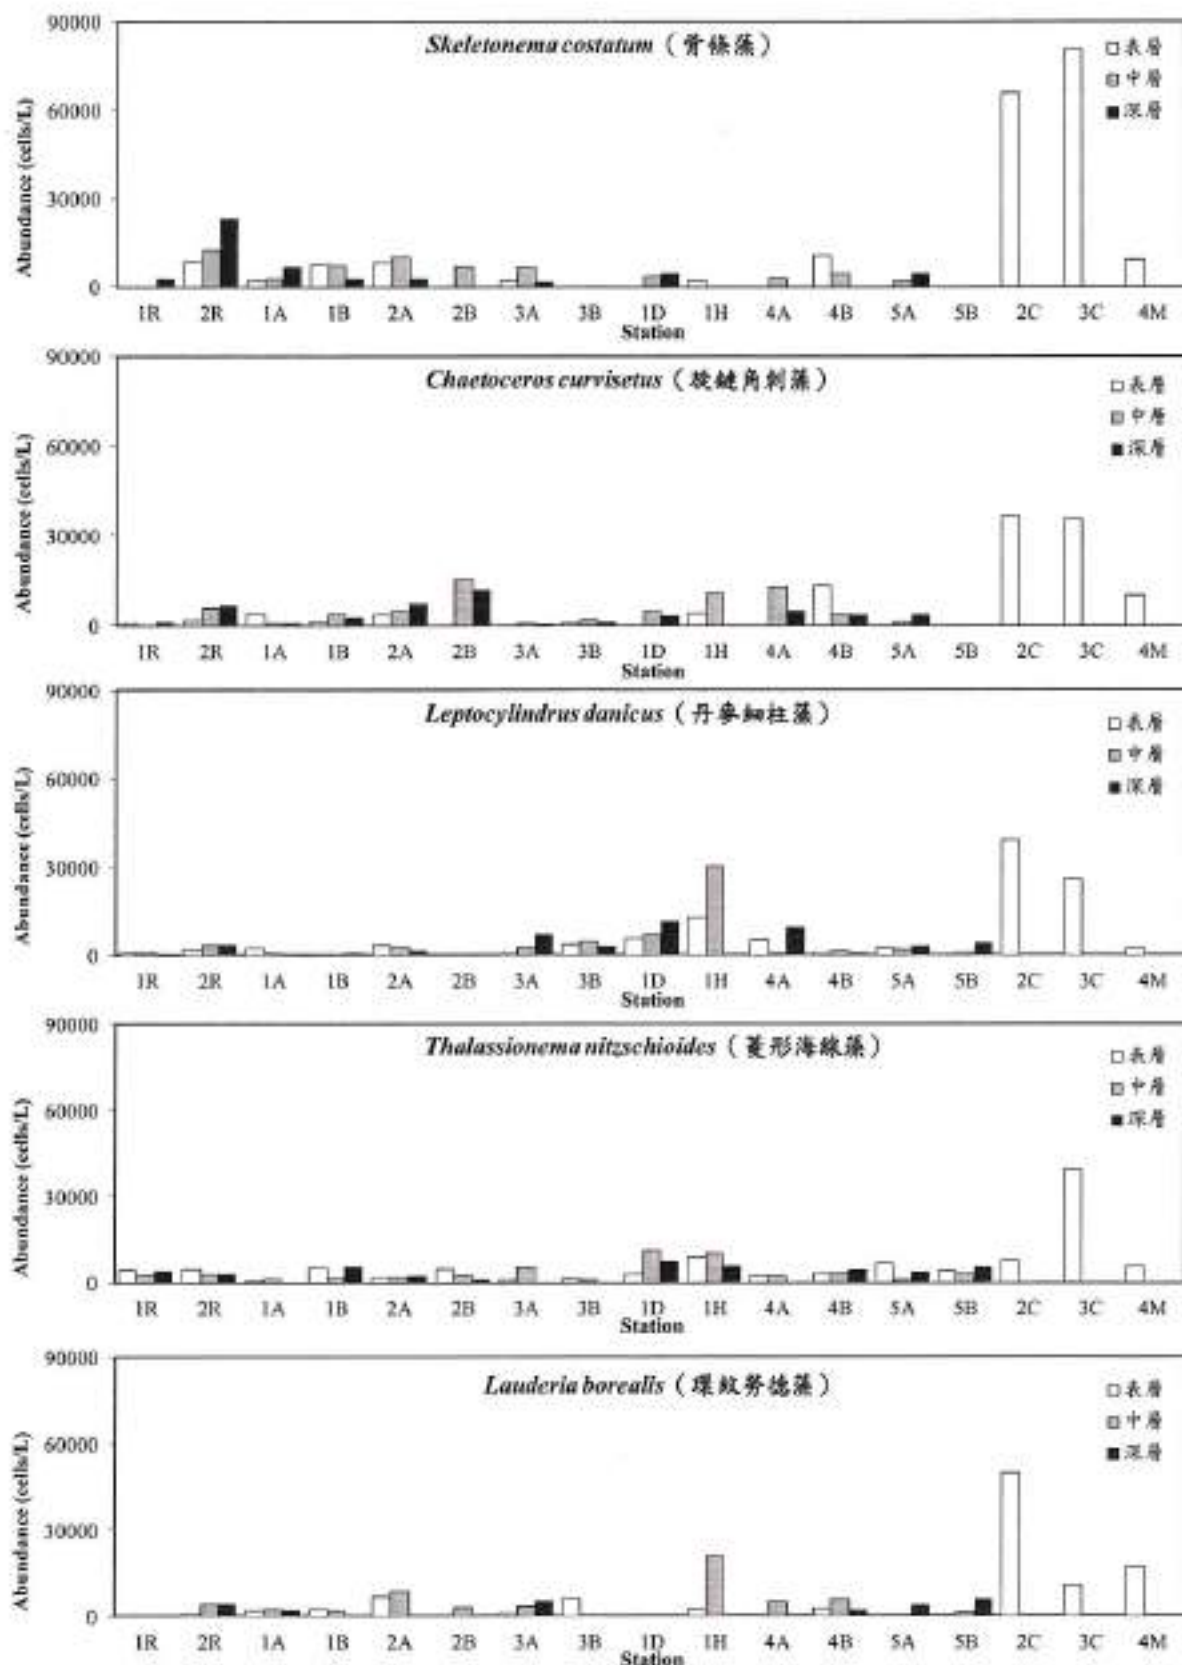 90000
Skeletonema costatum（骨條藻）
表層
中層
深層
60000
30000
0
Abundance (cells/L)
1R 2R 1A 1B 2A 2B 3A 3B 1D 1H 4A 4B 5A 5B 2C 3C 4M
Station
90000
Chaetoceros curvisetus（璇鏈角刺藻）
表層
中層
深層
60000
30000
0
Abundance (cells/L)
1R 2R 1A 1B 2A 2B 3A 3B 1D 1H 4A 4B 5A 5B 2C 3C 4M
Station
90000
Leptocylindrus danicus（丹麥細柱藻）
表層
中層
深層
60000
30000
0
Abundance (cells/L)
1R 2R 1A 1B 2A 2B 3A 3B 1D 1H 4A 4B 5A 5B 2C 3C 4M
Station
90000
Thalassionema nitzschioides（菱形海線藻）
表層
中層
深層
60000
30000
0
Abundance (cells/L)
1R 2R 1A 1B 2A 2B 3A 3B 1D 1H 4A 4B 5A 5B 2C 3C 4M
Station
90000
Lauderia borealis（環紋勞德藻）
表層
中層
深層
60000
30000
0
Abundance (cells/L)
1R 2R 1A 1B 2A 2B 3A 3B 1D 1H 4A 4B 5A 5B 2C 3C 4M
Station